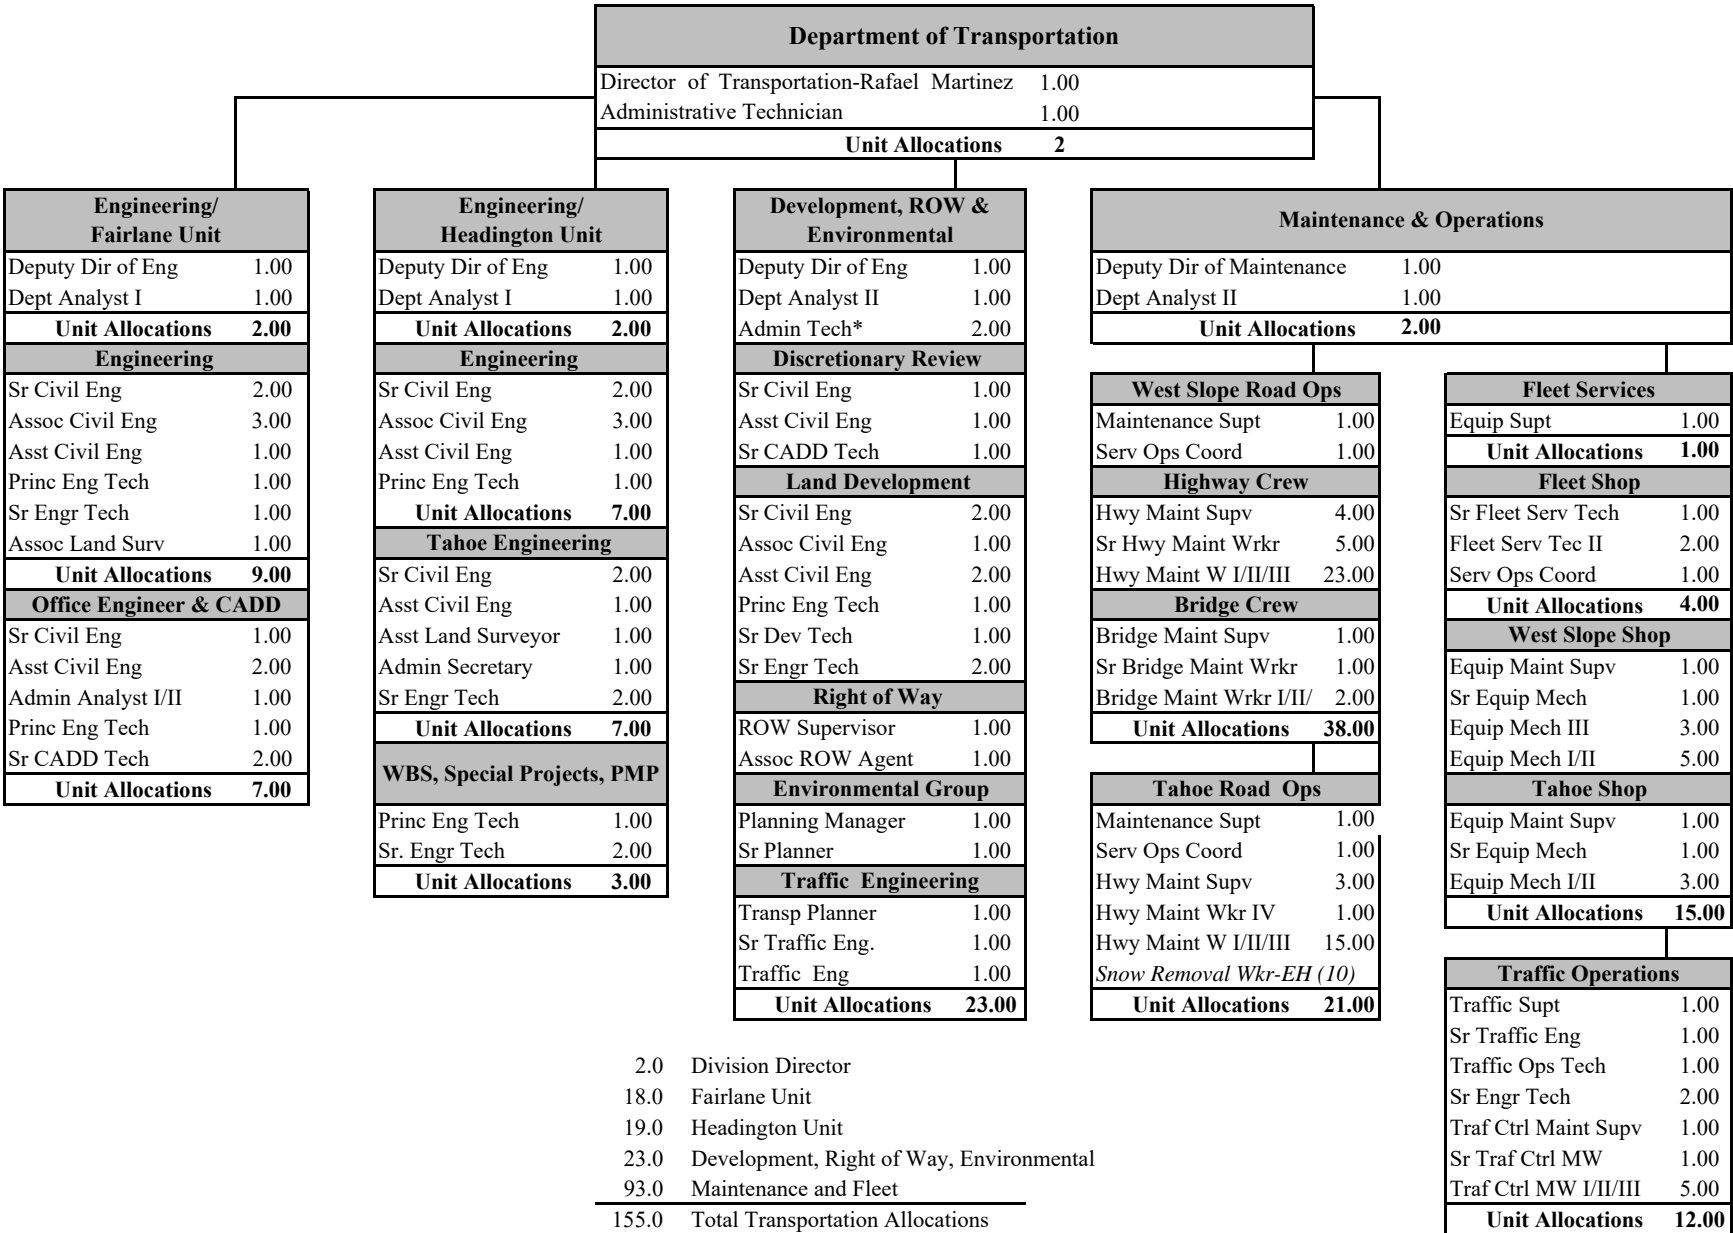 Department of Transportation
Director of Transportation-Rafael Martinez 1.00
Administrative Technician 1.00
Unit Allocations 2
Engineering/
Fairlane Unit
Deputy Dir of Eng 1.00
Dept Analyst I 1.00
Unit Allocations 2.00
Engineering
Sr Civil Eng 2.00
Assoc Civil Eng 3.00
Asst Civil Eng 1.00
Princ Eng Tech 1.00
Sr Engr Tech 1.00
Assoc Land Surv 1.00
Unit Allocations 9.00
Office Engineer & CADD
Sr Civil Eng 1.00
Asst Civil Eng 2.00
Admin Analyst I/II 1.00
Princ Eng Tech 1.00
Sr CADD Tech 2.00
Unit Allocations 7.00
Engineering/
Headington Unit
Deputy Dir of Eng 1.00
Dept Analyst I 1.00
Unit Allocations 2.00
Engineering
Sr Civil Eng 2.00
Assoc Civil Eng 3.00
Asst Civil Eng 1.00
Princ Eng Tech 1.00
Unit Allocations 7.00
Tahoe Engineering
Sr Civil Eng 2.00
Asst Civil Eng 1.00
Asst Land Surveyor 1.00
Admin Secretary 1.00
Sr Engr Tech 2.00
Unit Allocations 7.00
WBS, Special Projects, PMP
Princ Eng Tech 1.00
Sr. Engr Tech 2.00
Unit Allocations 3.00
Development, ROW &
Environmental
Deputy Dir of Eng 1.00
Dept Analyst II 1.00
Admin Tech* 2.00
Discretionary Review
Sr Civil Eng 1.00
Asst Civil Eng 1.00
Sr CADD Tech 1.00
Land Development
Sr Civil Eng 2.00
Assoc Civil Eng 1.00
Asst Civil Eng 2.00
Princ Eng Tech 1.00
Sr Dev Tech 1.00
Sr Engr Tech 2.00
Right of Way
ROW Supervisor 1.00
Assoc ROW Agent 1.00
Environmental Group
Planning Manager 1.00
Sr Planner 1.00
Traffic Engineering
Transp Planner 1.00
Sr Traffic Eng. 1.00
Traffic Eng 1.00
Unit Allocations 23.00
Maintenance & Operations
Deputy Dir of Maintenance 1.00
Dept Analyst II 1.00
Unit Allocations 2.00
West Slope Road Ops
Maintenance Supt 1.00
Serv Ops Coord 1.00
Highway Crew
Hwy Maint Supv 4.00
Sr Hwy Maint Wrkr 5.00
Hwy Maint W I/II/III 23.00
Bridge Crew
Bridge Maint Supv 1.00
Sr Bridge Maint Wrkr 1.00
Bridge Maint Wrkr I/II/ 2.00
Unit Allocations 38.00
Tahoe Road Ops
Maintenance Supt 1.00
Serv Ops Coord 1.00
Hwy Maint Supv 3.00
Hwy Maint Wkr IV 1.00
Hwy Maint W I/II/III 15.00
Snow Removal Wkr-EH (10)
Unit Allocations 21.00
Fleet Services
Equip Supt 1.00
Unit Allocations 1.00
Fleet Shop
Sr Fleet Serv Tech 1.00
Fleet Serv Tec II 2.00
Serv Ops Coord 1.00
Unit Allocations 4.00
West Slope Shop
Equip Maint Supv 1.00
Sr Equip Mech 1.00
Equip Mech III 3.00
Equip Mech I/II 5.00
Tahoe Shop
Equip Maint Supv 1.00
Sr Equip Mech 1.00
Equip Mech I/II 3.00
Unit Allocations 15.00
Traffic Operations
Traffic Supt 1.00
Sr Traffic Eng 1.00
Traffic Ops Tech 1.00
Sr Engr Tech 2.00
Traf Ctrl Maint Supv 1.00
Sr Traf Ctrl MW 1.00
Traf Ctrl MW I/II/III 5.00
Unit Allocations 12.00
2.0 Division Director
18.0 Fairlane Unit
19.0 Headington Unit
23.0 Development, Right of Way, Environmental
93.0 Maintenance and Fleet
155.0 Total Transportation Allocations